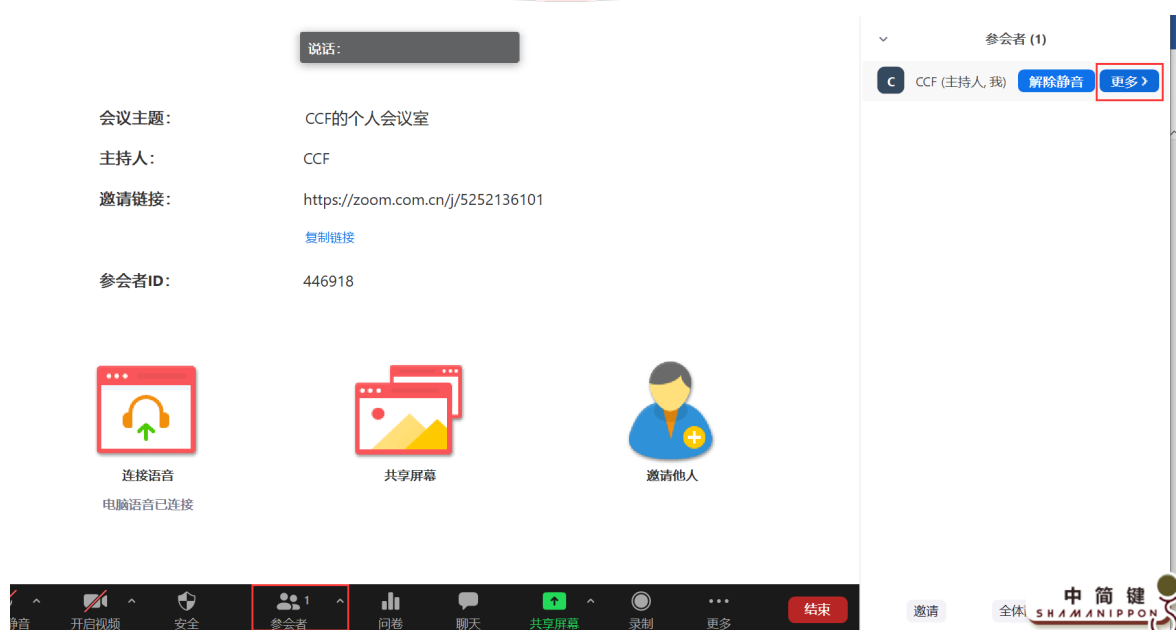 说话：
会议主题：
CCF的个人会议室
主持人：
CCF
邀请链接：
https://zoom.com.cn/j/5252136101
复制链接
参会者ID：
446918
连接语音
电脑语音已连接
共享屏幕
邀请他人
静音
开启视频
安全
1
参会者
问卷
聊天
共享屏幕
录制
更多
结束
参会者 (1)
C
CCF (主持人, 我)
解除静音
更多
邀请
全体
中简键
SHAMANIPPON